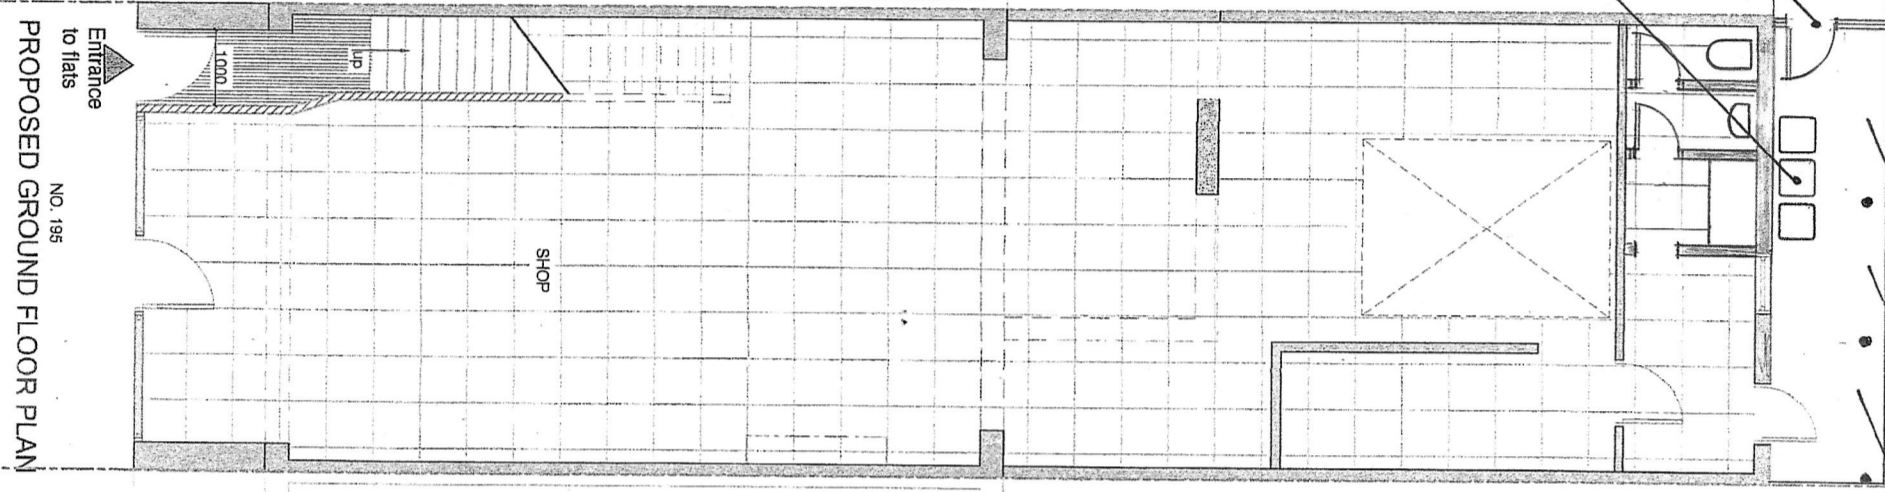 Entrance
to flats
1000
up
SHOP
NO. 195
PROPOSED GROUND FLOOR PLAN